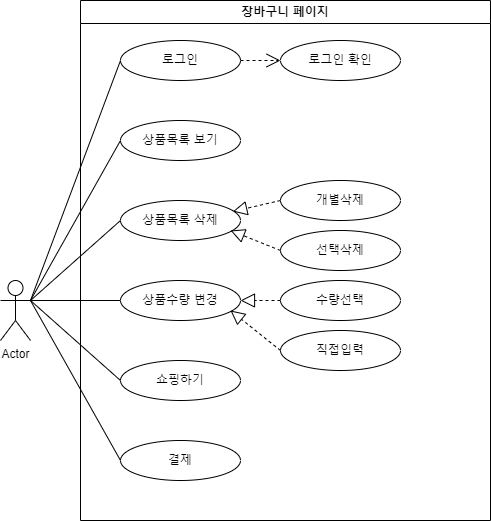 장바구니 페이지
로그인
로그인 확인
상품목록 보기
상품목록 삭제
개별삭제
선택삭제
상품수량 변경
수량선택
직접입력
Actor
쇼핑하기
결제